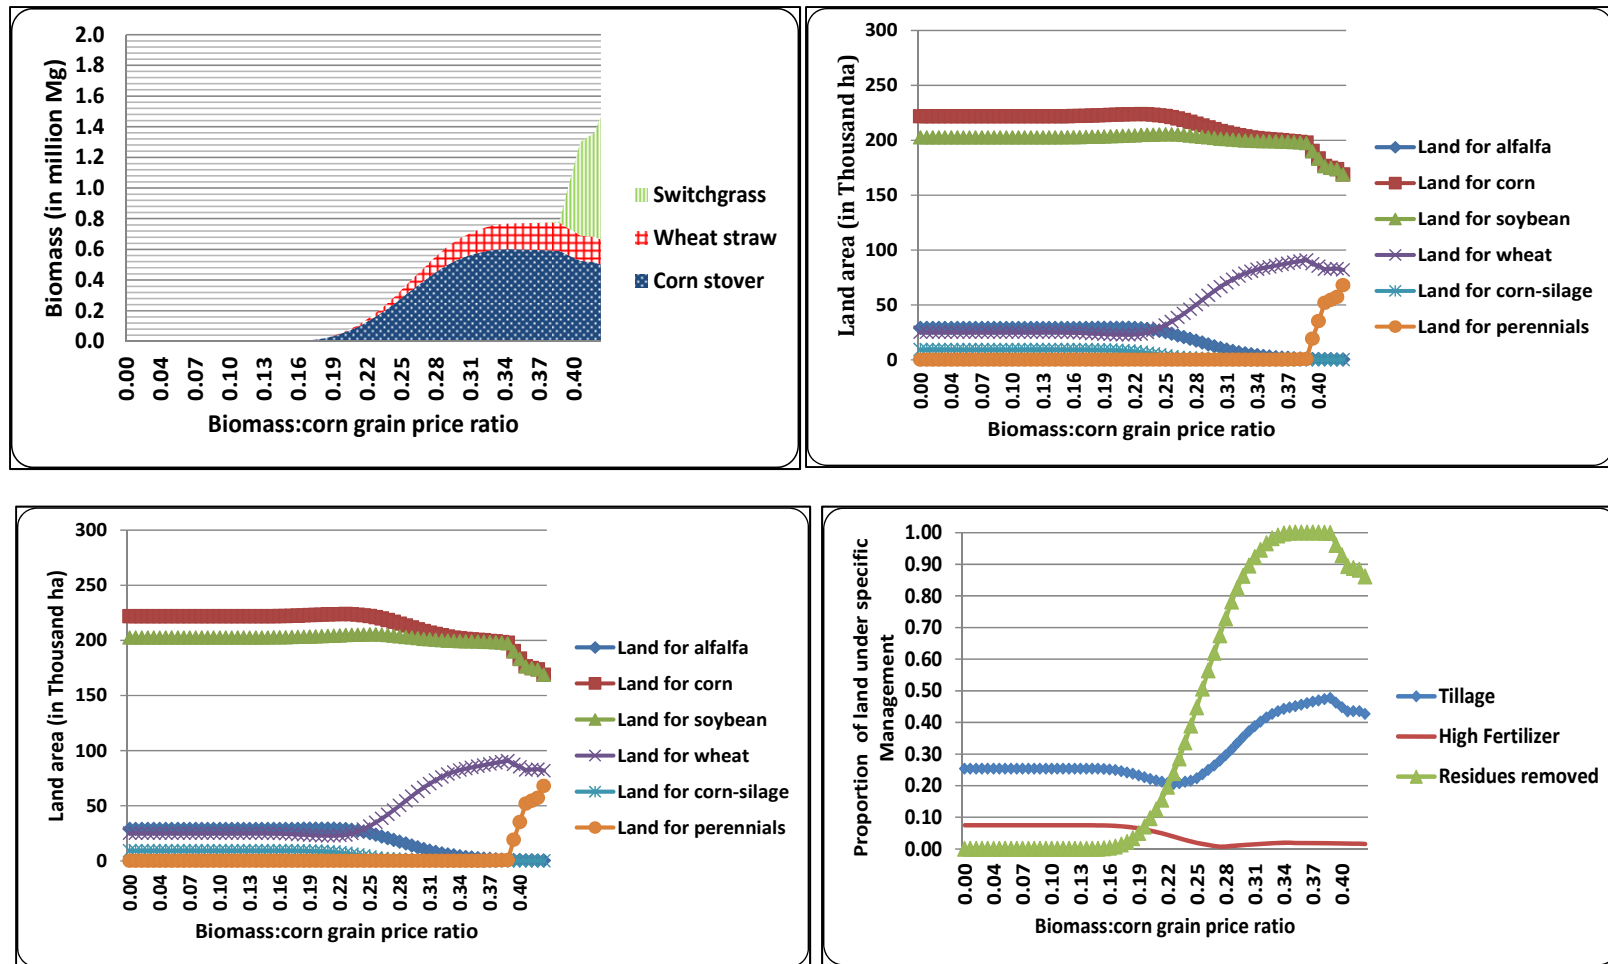 Biomass (in million Mg)
2.0
1.8
1.6
1.4
1.2
1.0
0.8
0.6
0.4
0.2
0.0
0.00 0.04 0.07 0.10 0.13 0.16 0.19 0.22 0.25 0.28 0.31 0.34 0.37 0.40
Biomass:corn grain price ratio
Switchgrass
Wheat straw
Corn stover
Land area (in Thousand ha)
300
250
200
150
100
50
0
0.00 0.04 0.07 0.10 0.13 0.16 0.19 0.22 0.25 0.28 0.31 0.34 0.37 0.40
Biomass:corn grain price ratio
Land for alfalfa
Land for corn
Land for soybean
Land for wheat
Land for corn-silage
Land for perennials
Land area (in Thousand ha)
300
250
200
150
100
50
0
0.00 0.04 0.07 0.10 0.13 0.16 0.19 0.22 0.25 0.28 0.31 0.34 0.37 0.40
Biomass:corn grain price ratio
Land for alfalfa
Land for corn
Land for soybean
Land for wheat
Land for corn-silage
Land for perennials
Proportion of land under specific
Management
1.00
0.90
0.80
0.70
0.60
0.50
0.40
0.30
0.20
0.10
0.00
0.00 0.04 0.07 0.10 0.13 0.16 0.19 0.22 0.25 0.28 0.31 0.34 0.37 0.40
Biomass:corn grain price ratio
Tillage
High Fertilizer
Residues removed